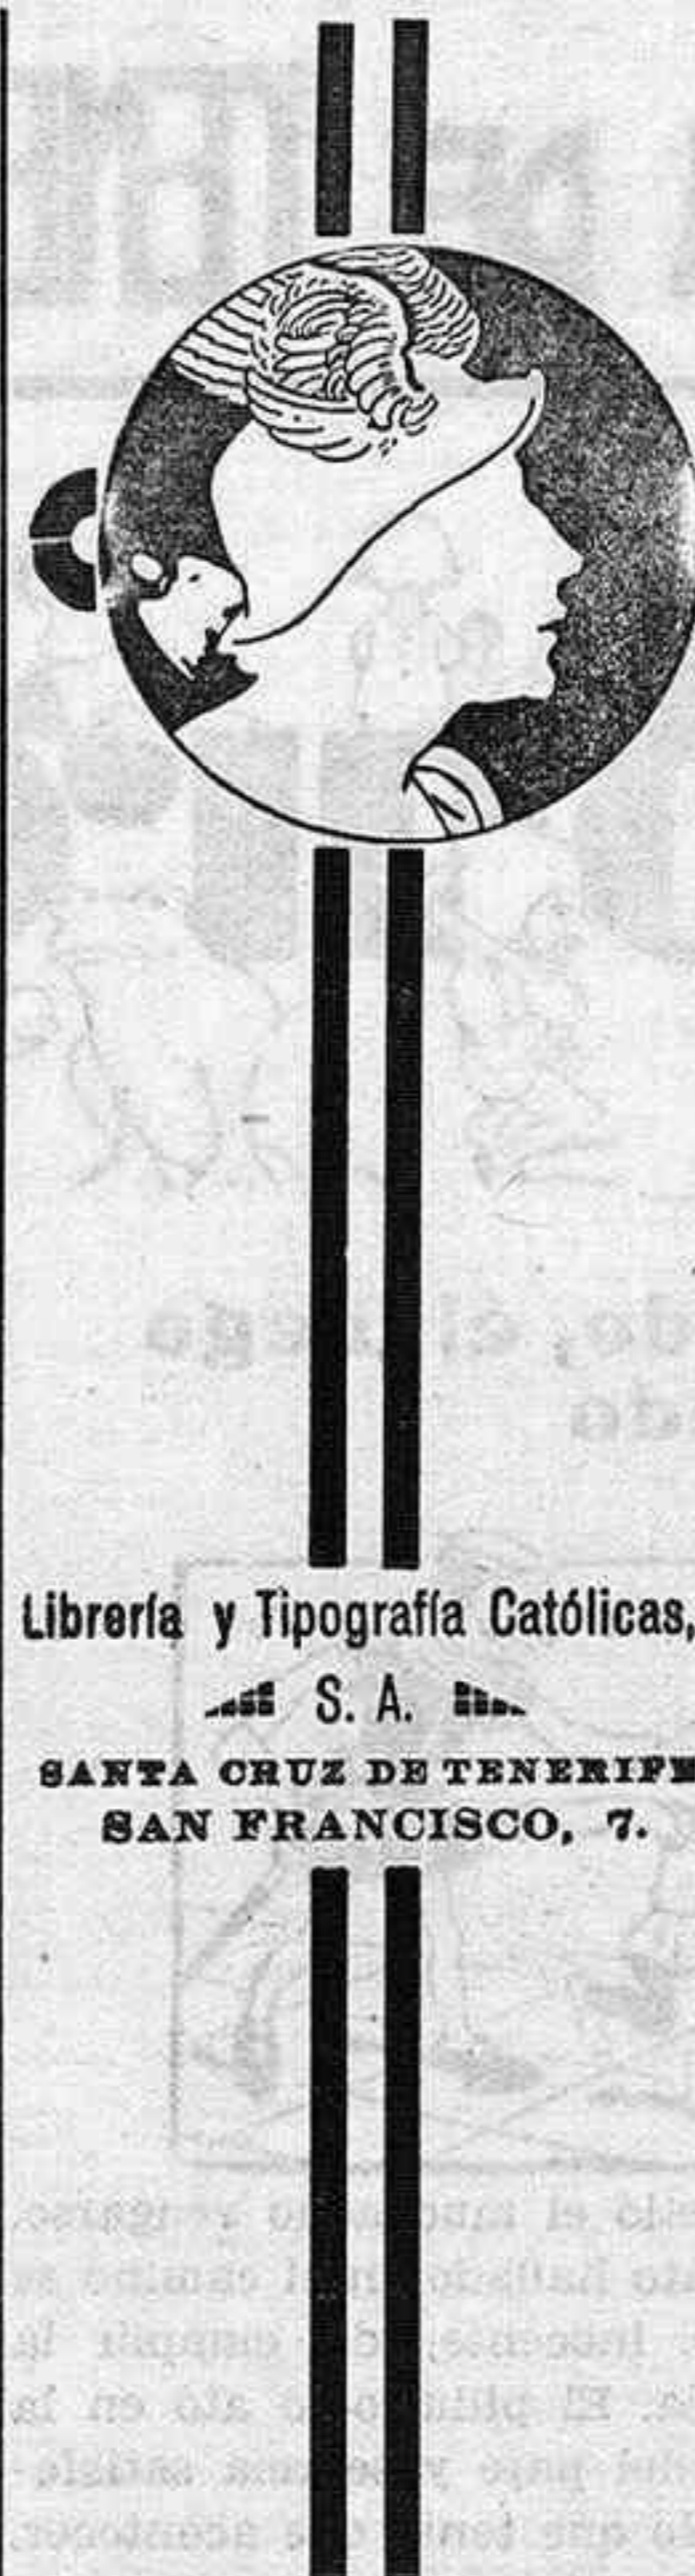 Librería y Tipografía Católicas,
S. A.
SANTA CRUZ DE TENERIFE
SAN FRANCISCO, 7.